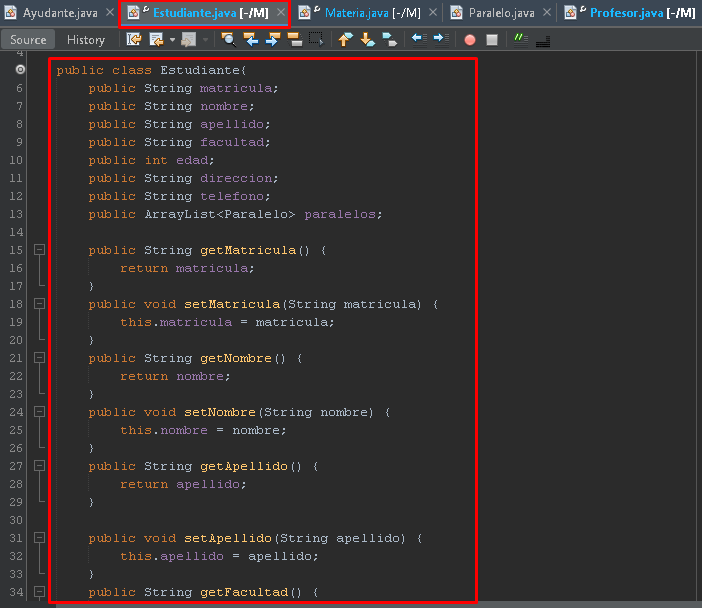 Ayudante.java Estudiante.java [-/M] Materia.java [-/M] Paralelo.java Profesor.java [-/M]
Source History
4
public class Estudiante{
6 public String matricula;
7 public String nombre;
8 public String apellido;
9 public String facultad;
10 public int edad;
11 public String direccion;
12 public String telefono;
13 public ArrayList<Paralelo> paralelos;
14
15 public String getMatricula() {
16 return matricula;
17 }
18 public void setMatricula(String matricula) {
19 this.matricula = matricula;
20 }
21 public String getNombre() {
22 return nombre;
23 }
24 public void setNombre(String nombre) {
25 this.nombre = nombre;
26 }
27 public String getApellido() {
28 return apellido;
29 }
30
31 public void setApellido(String apellido) {
32 this.apellido = apellido;
33 }
34 public String getFacultad() {